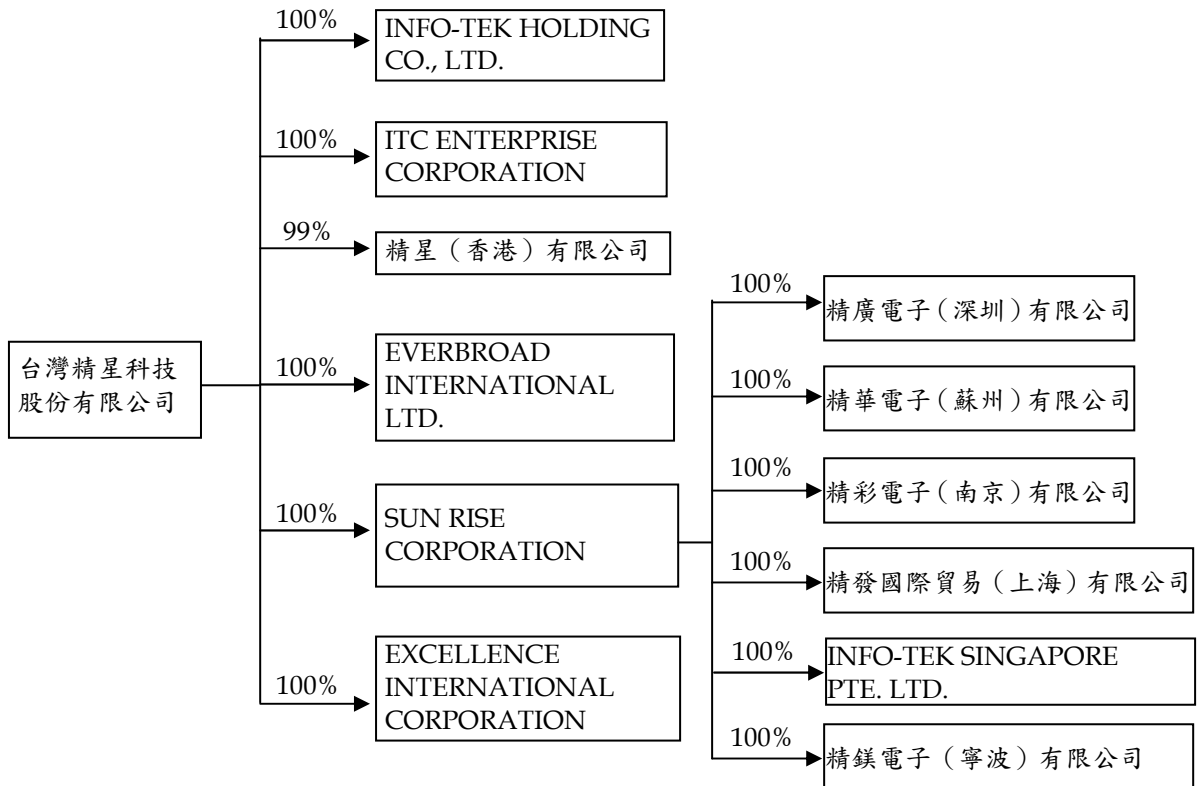 台灣精星科技
股份有限公司
100%
INFO-TEK HOLDING
CO., LTD.
100%
ITC ENTERPRISE
CORPORATION
99%
精星（香港）有限公司
100%
EVERBROAD
INTERNATIONAL
LTD.
100%
SUN RISE
CORPORATION
100%
EXCELLENCE
INTERNATIONAL
CORPORATION
100%
精廣電子（深圳）有限公司
100%
精華電子（蘇州）有限公司
100%
精彩電子（南京）有限公司
100%
精發國際貿易（上海）有限公司
100%
INFO-TEK SINGAPORE
PTE. LTD.
100%
精鎂電子（寧波）有限公司